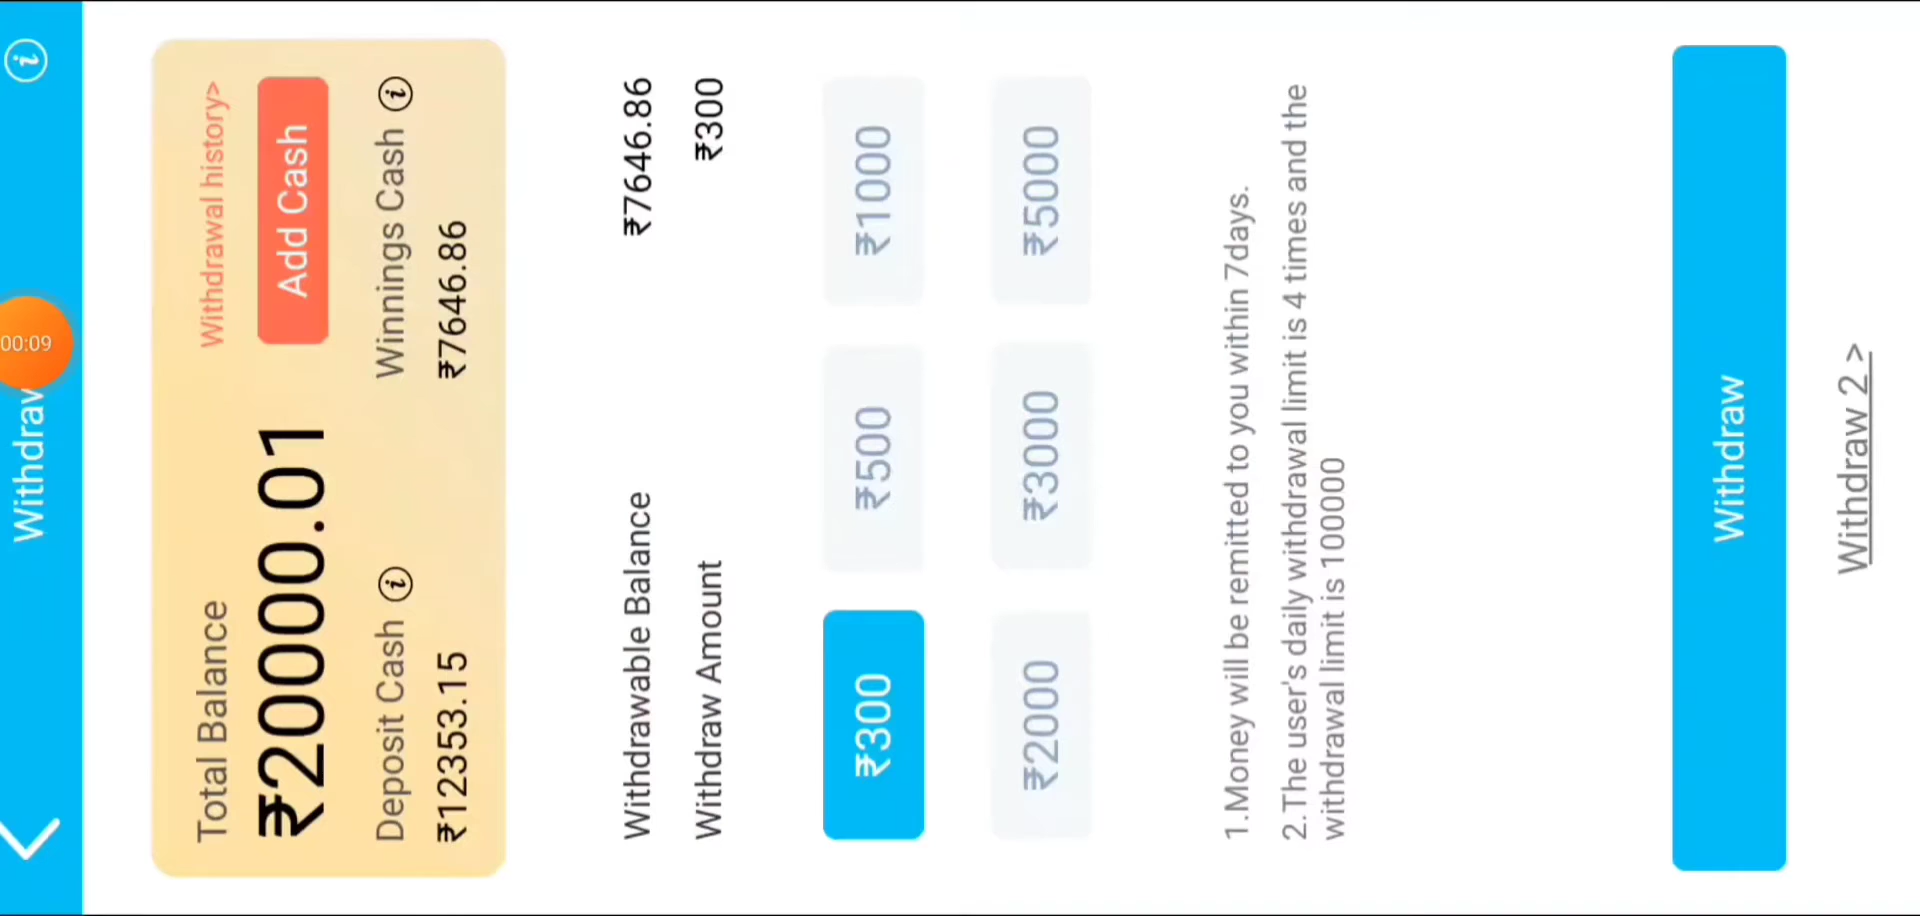 Withdraw
00:09
Total Balance
Withdrawal history>
₹20000.01
Add Cash
Deposit Cash
Winnings Cash
₹12353.15
₹7646.86
Withdrawable Balance
₹7646.86
Withdraw Amount
₹300
₹300
₹500
₹1000
₹2000
₹3000
₹5000
1.Money will be remitted to you within 7days.
2.The user's daily withdrawal limit is 4 times and the
withdrawal limit is 100000
Withdraw
Withdraw 2 >